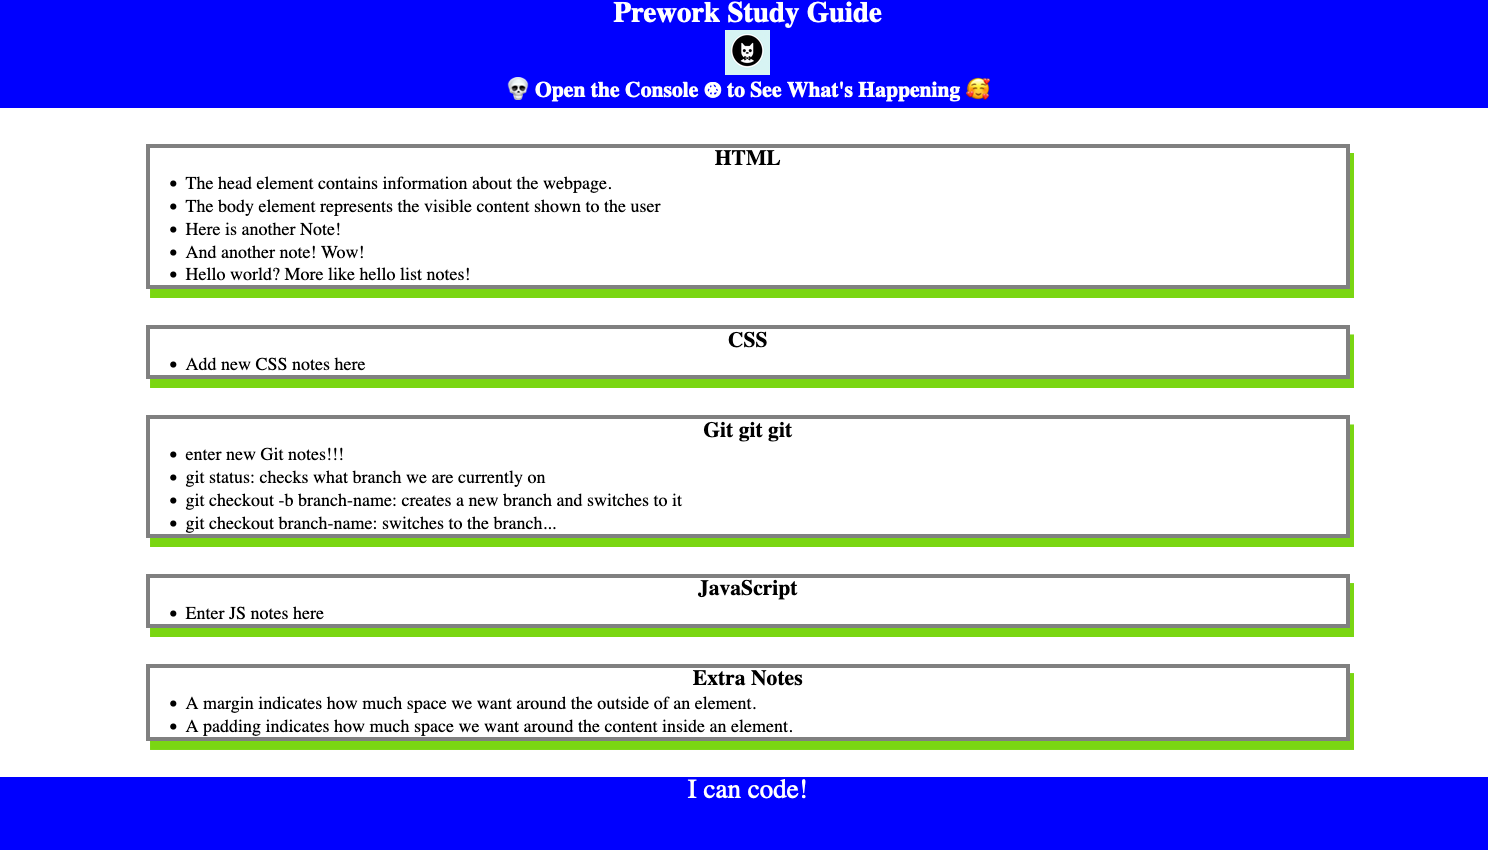 Prework Study Guide
💀 Open the Console 😵 to See What's Happening 🥰
HTML
• The head element contains information about the webpage.
• The body element represents the visible content shown to the user
• Here is another Note!
• And another note! Wow!
• Hello world? More like hello list notes!
CSS
• Add new CSS notes here
Git git git
• enter new Git notes!!!
• git status: checks what branch we are currently on
• git checkout -b branch-name: creates a new branch and switches to it
• git checkout branch-name: switches to the branch...
JavaScript
• Enter JS notes here
Extra Notes
• A margin indicates how much space we want around the outside of an element.
• A padding indicates how much space we want around the content inside an element.
I can code!